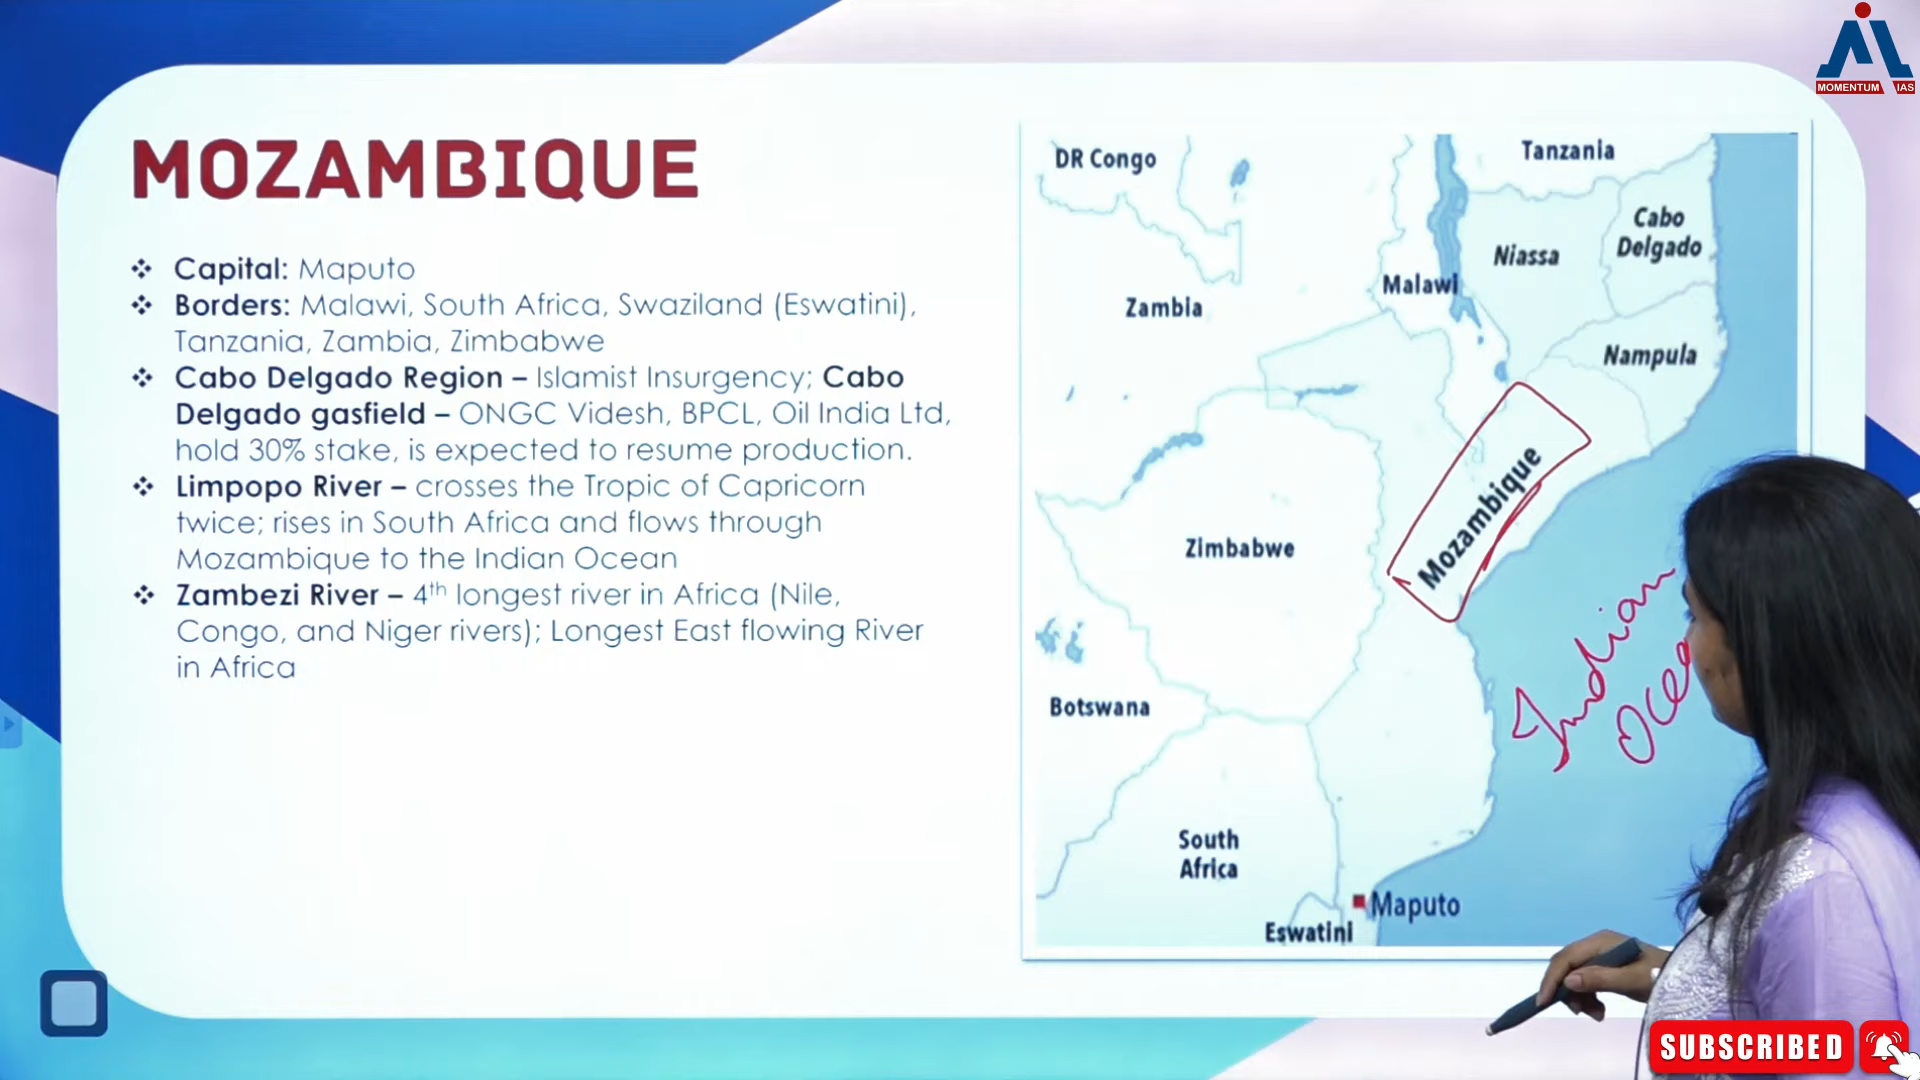 MOMENTUM IAS
MOZAMBIQUE
❖ Capital: Maputo
❖ Borders: Malawi, South Africa, Swaziland (Eswatini),
Tanzania, Zambia, Zimbabwe
❖ Cabo Delgado Region – Islamist Insurgency; Cabo
Delgado gasfield – ONGC Videsh, BPCL, Oil India Ltd,
hold 30% stake, is expected to resume production.
❖ Limpopo River – crosses the Tropic of Capricorn
twice; rises in South Africa and flows through
Mozambique to the Indian Ocean
❖ Zambezi River – 4th longest river in Africa (Nile,
Congo, and Niger rivers); Longest East flowing River
in Africa
DR Congo
Tanzania
Cabo
Delgado
Niassa
Malawi
Zambia
Nampula
Mozambique
Zimbabwe
Indian
Botswana
South
Africa
Maputo
Eswatini
SUBSCRIBED